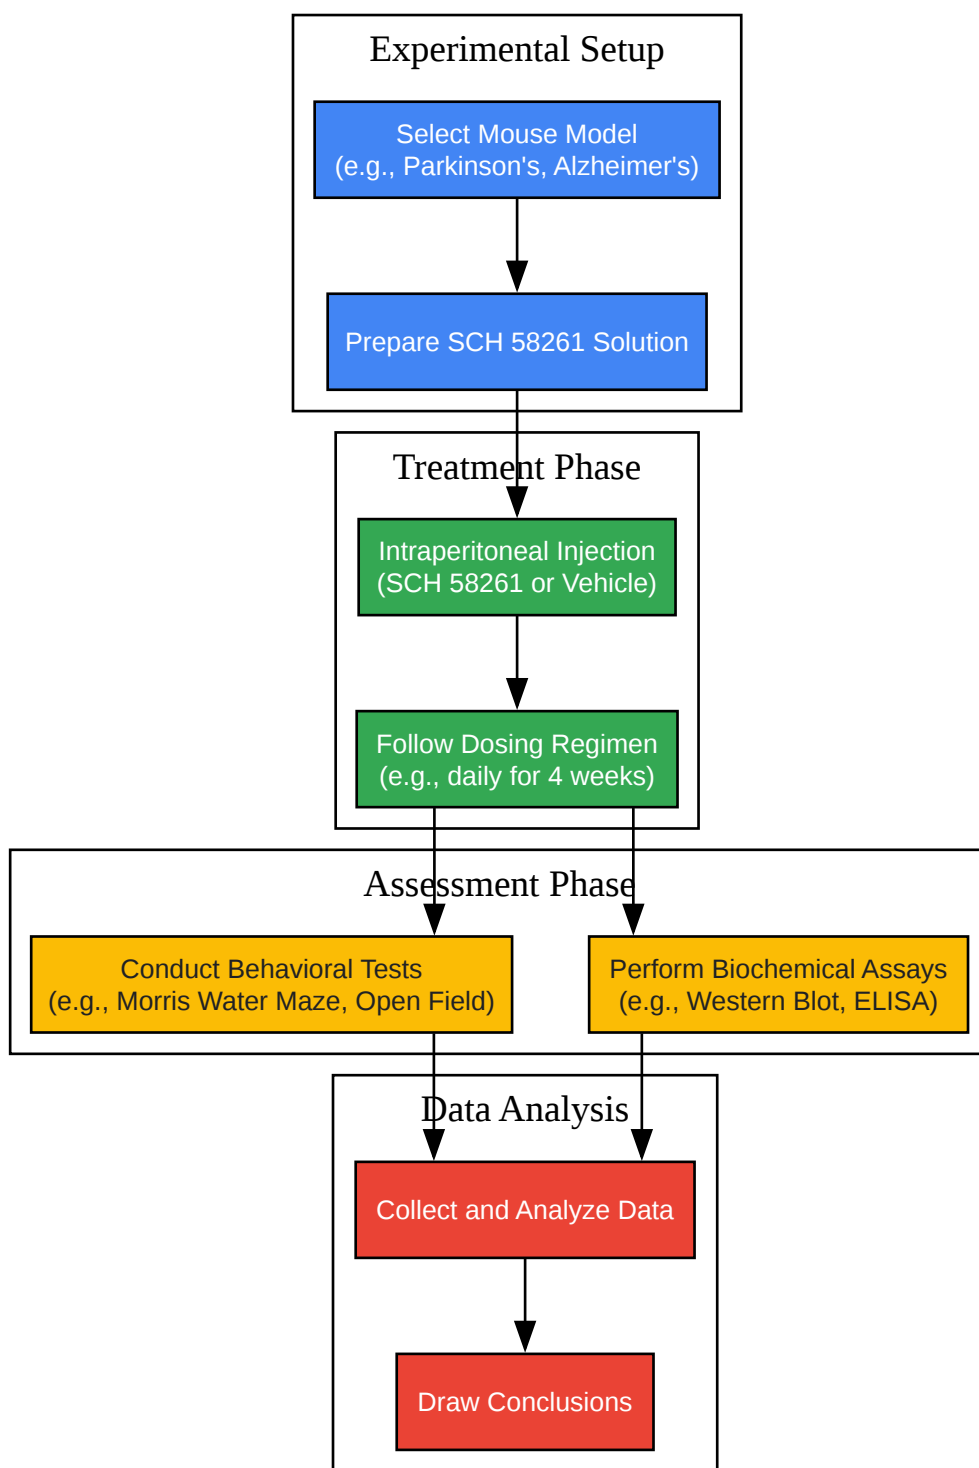 Experimental Setup
Select Mouse Model
(e.g., Parkinson's, Alzheimer's)
Prepare SCH 58261 Solution
Treatment Phase
Intraperitoneal Injection
(SCH 58261 or Vehicle)
Follow Dosing Regimen
(e.g., daily for 4 weeks)
Assessment Phase
Conduct Behavioral Tests
(e.g., Morris Water Maze, Open Field)
Perform Biochemical Assays
(e.g., Western Blot, ELISA)
Data Analysis
Collect and Analyze Data
Draw Conclusions